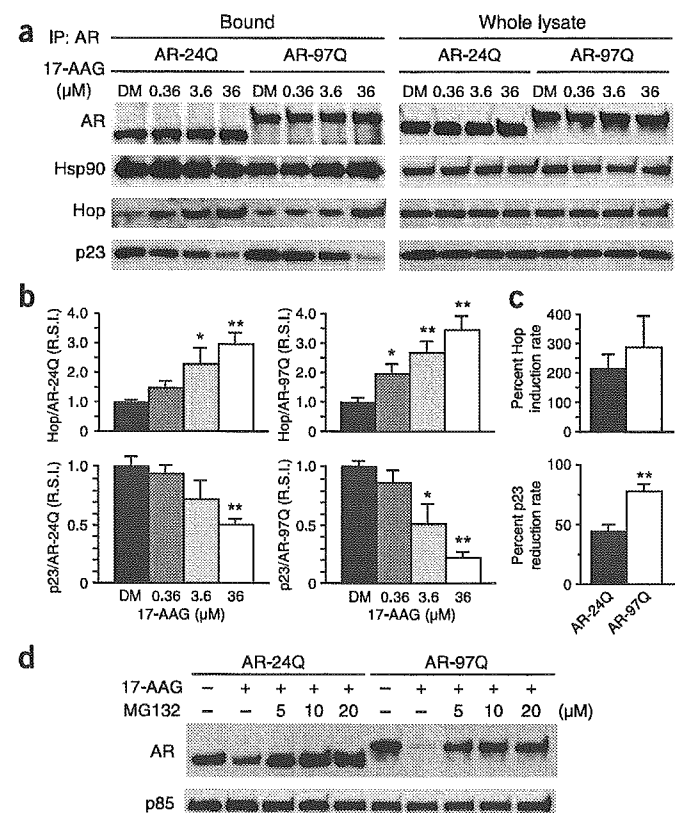 a
Bound Whole lysate
IP: AR
AR-24Q AR-97Q AR-24Q AR-97Q
17-AAG
(μM) DM 0.36 3.6 36 DM 0.36 3.6 36 DM 0.36 3.6 36 DM 0.36 3.6 36
AR
Hsp90
Hop
p23
b
Hop/AR-24Q (R.S.I.)
4.0
3.0
2.0
1.0
0
* **
Hop/AR-97Q (R.S.I.)
4.0
3.0
2.0
1.0
0
* ** **
p23/AR-24Q (R.S.I.)
1.0
0.5
0
**
DM 0.36 3.6 36
17-AAG (μM)
p23/AR-97Q (R.S.I.)
1.0
0.5
0
* **
DM 0.36 3.6 36
17-AAG (μM)
c
Percent Hop
induction rate
400
300
200
100
0
Percent p23
reduction rate
100
50
0
**
AR-24Q AR-97Q
d
AR-24Q AR-97Q
17-AAG − + + + + − + + + +
MG132 − − 5 10 20 − − 5 10 20 (μM)
AR
p85